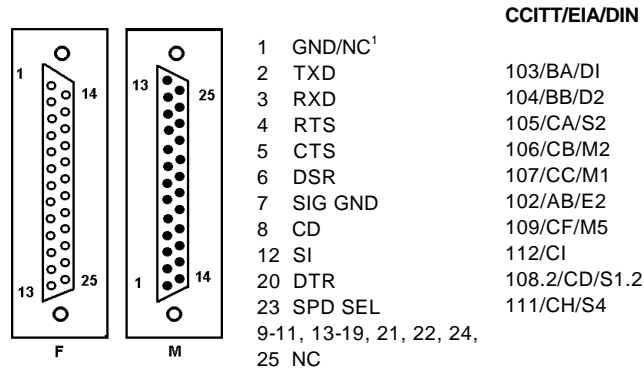 CCITT/EIA/DIN
1 GND/NC¹
2 TXD 103/BA/DI
3 RXD 104/BB/D2
4 RTS 105/CA/S2
5 CTS 106/CB/M2
6 DSR 107/CC/M1
7 SIG GND 102/AB/E2
8 CD 109/CF/M5
12 SI 112/CI
20 DTR 108.2/CD/S1.2
23 SPD SEL 111/CH/S4
9-11, 13-19, 21, 22, 24,
25 NC
1
14
13
25
F
13
25
1
14
M